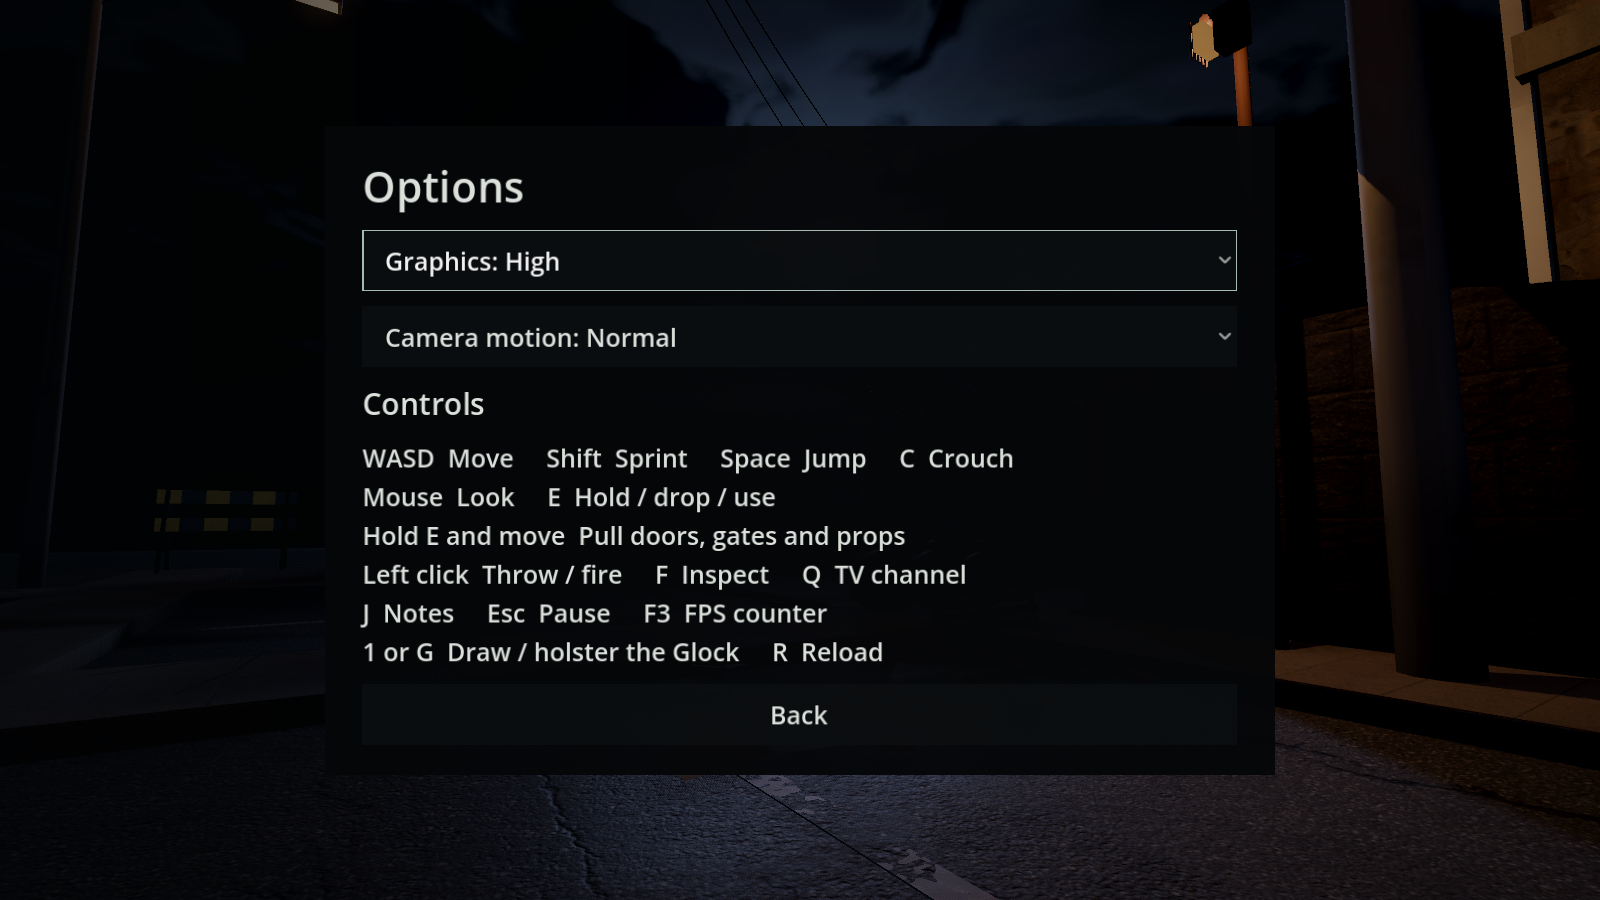 Options
Graphics: High
Camera motion: Normal
Controls
WASD Move Shift Sprint Space Jump C Crouch
Mouse Look E Hold / drop / use
Hold E and move Pull doors, gates and props
Left click Throw / fire F Inspect Q TV channel
J Notes Esc Pause F3 FPS counter
1 or G Draw / holster the Glock R Reload
Back